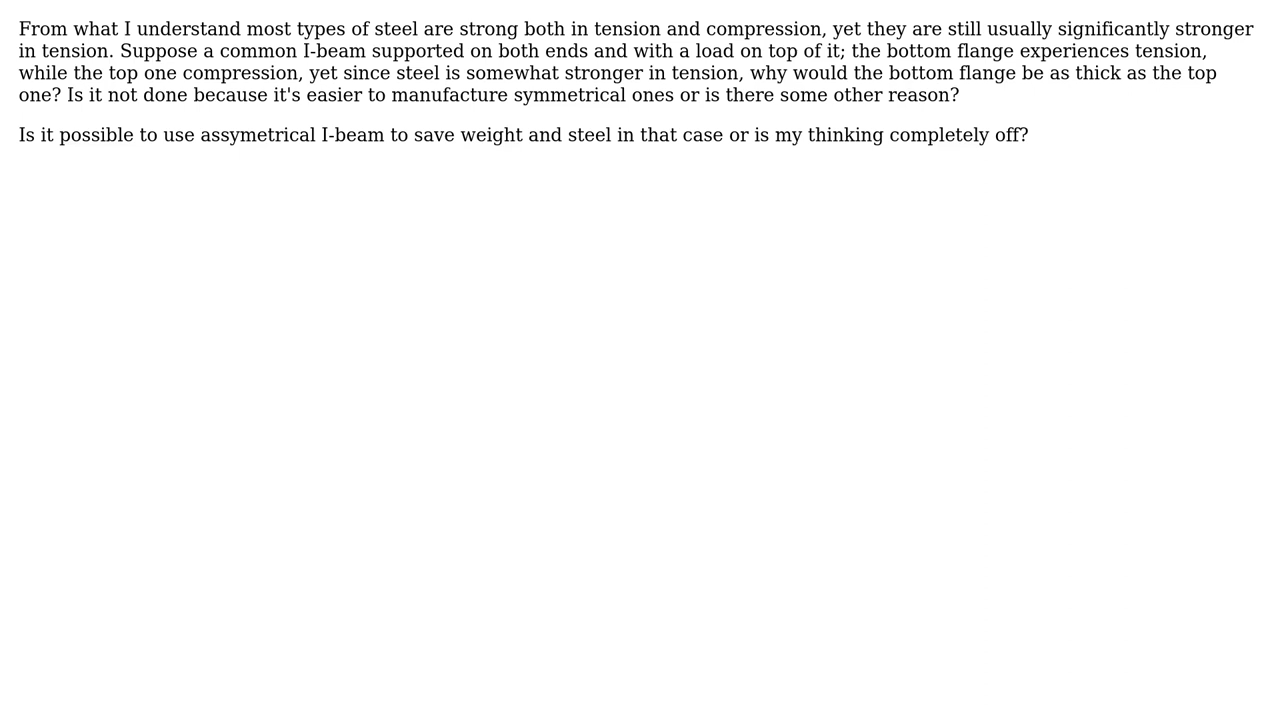 From what I understand most types of steel are strong both in tension and compression, yet they are still usually significantly stronger
in tension. Suppose a common I-beam supported on both ends and with a load on top of it; the bottom flange experiences tension,
while the top one compression, yet since steel is somewhat stronger in tension, why would the bottom flange be as thick as the top
one? Is it not done because it's easier to manufacture symmetrical ones or is there some other reason?
Is it possible to use assymetrical I-beam to save weight and steel in that case or is my thinking completely off?